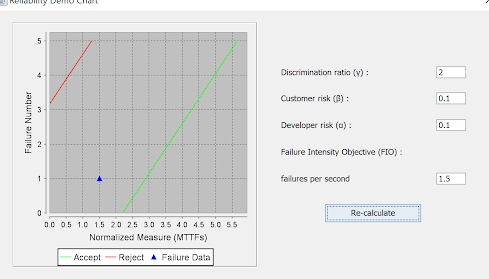 Reliability Demo Chart
5
4
3
2
1
0
Failure Number
0.0 0.5 1.0 1.5 2.0 2.5 3.0 3.5 4.0 4.5 5.0 5.5
Normalized Measure (MTTFs)
Accept Reject Failure Data
Discrimination ratio (γ) : 2
Customer risk (β) : 0.1
Developer risk (α) : 0.1
Failure Intensity Objective (FIO) :
failures per second 1.5
Re-calculate